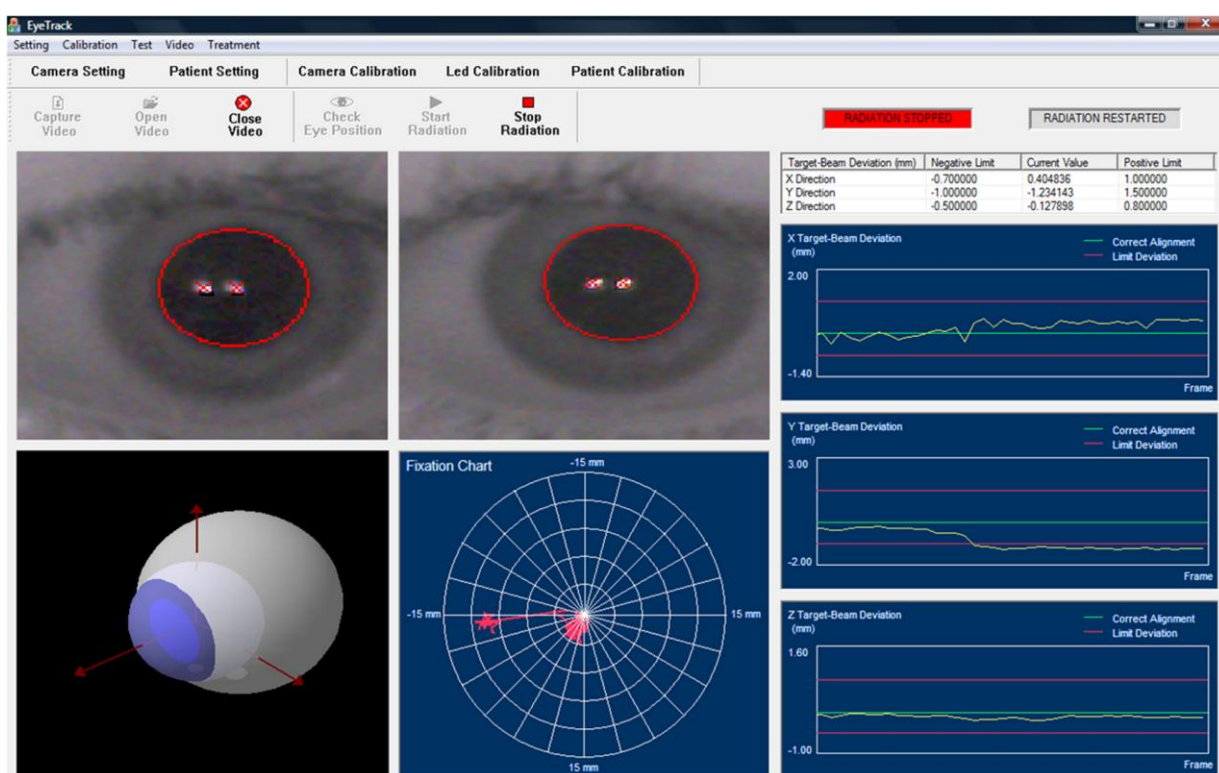 EyeTrack
Setting Calibration Test Video Treatment
Camera Setting Patient Setting Camera Calibration Led Calibration Patient Calibration
Capture Video
Open Video
Close Video
Check Eye Position
Start Radiation
Stop Radiation
RADIATION STOPPED
RADIATION RESTARTED
Target-Beam Deviation (mm) Negative Limit Current Value Positive Limit
X Direction -0.700000 0.404836 1.000000
Y Direction -1.000000 -1.234143 1.500000
Z Direction -0.500000 -0.127898 0.800000
X Target-Beam Deviation
(mm)
Correct Alignment
Limit Deviation
2.00
-1.40
Frame
Y Target-Beam Deviation
(mm)
Correct Alignment
Limit Deviation
3.00
-2.00
Frame
Fixation Chart
-15 mm
-15 mm
15 mm
15 mm
Z Target-Beam Deviation
(mm)
Correct Alignment
Limit Deviation
1.60
-1.00
Frame